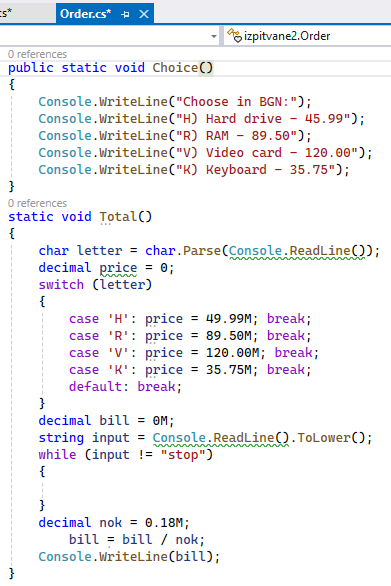 cs*
Order.cs*
izpitvane2.Order
0 references
public static void Choice()
{
Console.WriteLine("Choose in BGN:");
Console.WriteLine("H) Hard drive - 45.99");
Console.WriteLine("R) RAM - 89.50");
Console.WriteLine("V) Video card - 120.00");
Console.WriteLine("K) Keyboard - 35.75");
}
0 references
static void Total()
{
char letter = char.Parse(Console.ReadLine());
decimal price = 0;
switch (letter)
{
case 'H': price = 49.99M; break;
case 'R': price = 89.50M; break;
case 'V': price = 120.00M; break;
case 'K': price = 35.75M; break;
default: break;
}
decimal bill = 0M;
string input = Console.ReadLine().ToLower();
while (input != "stop")
{
}
decimal nok = 0.18M;
bill = bill / nok;
Console.WriteLine(bill);
}